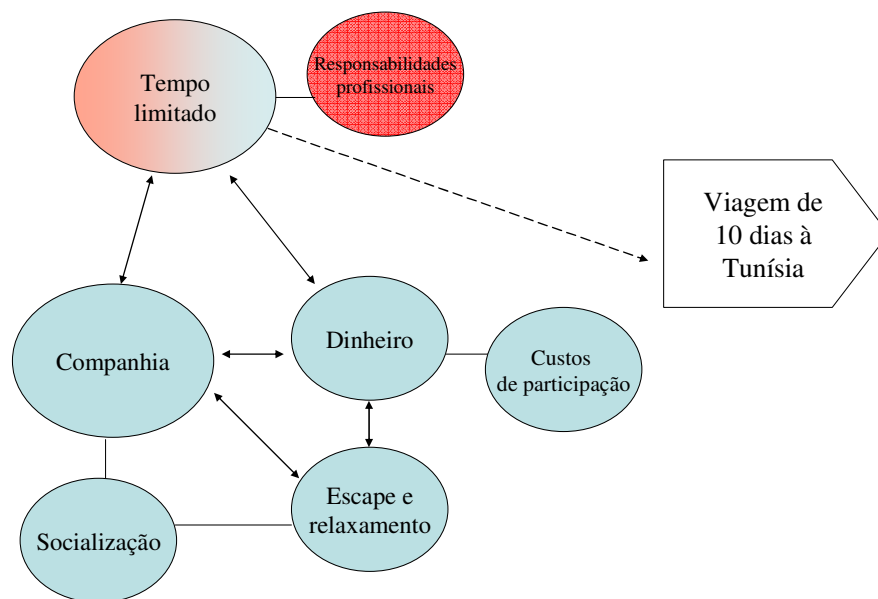 Tempo
limitado
Responsabilidades
profissionais
Viagem de
10 dias à
Tunísia
Companhia
Dinheiro
Custos
de participação
Escape e
relaxamento
Socialização